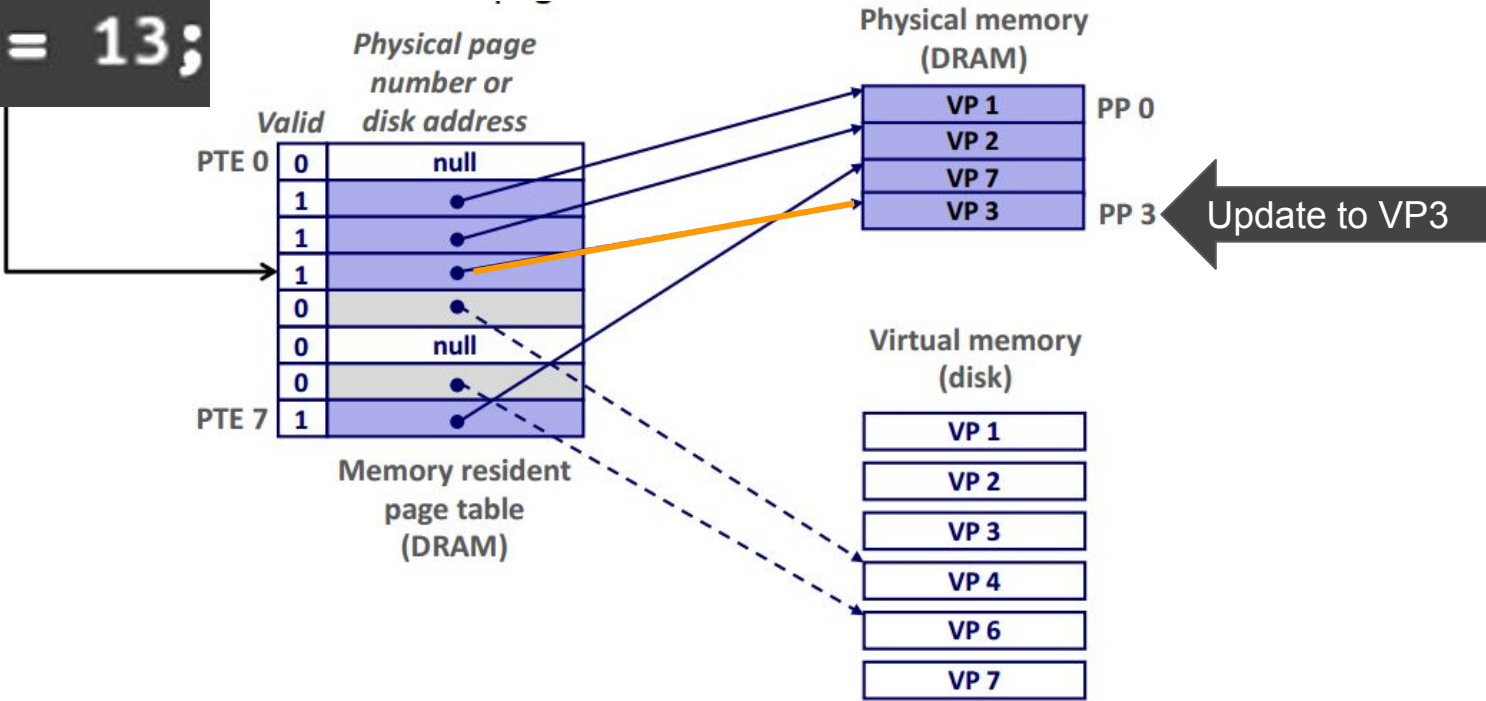 = 13;
Physical page
number or
disk address
Valid
PTE 0
0
null
1
1
1
0
0
null
0
PTE 7
1
Memory resident
page table
(DRAM)
Physical memory
(DRAM)
VP 1
PP 0
VP 2
VP 7
VP 3
PP 3
Update to VP3
Virtual memory
(disk)
VP 1
VP 2
VP 3
VP 4
VP 6
VP 7